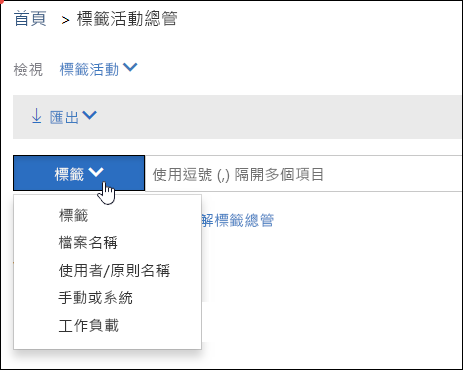 首頁 > 標籤活動總管
檢視 標籤活動
匯出
標籤 使用逗號 (,) 隔開多個項目
標籤
解標籤總管
檔案名稱
使用者/原則名稱
手動或系統
工作負載